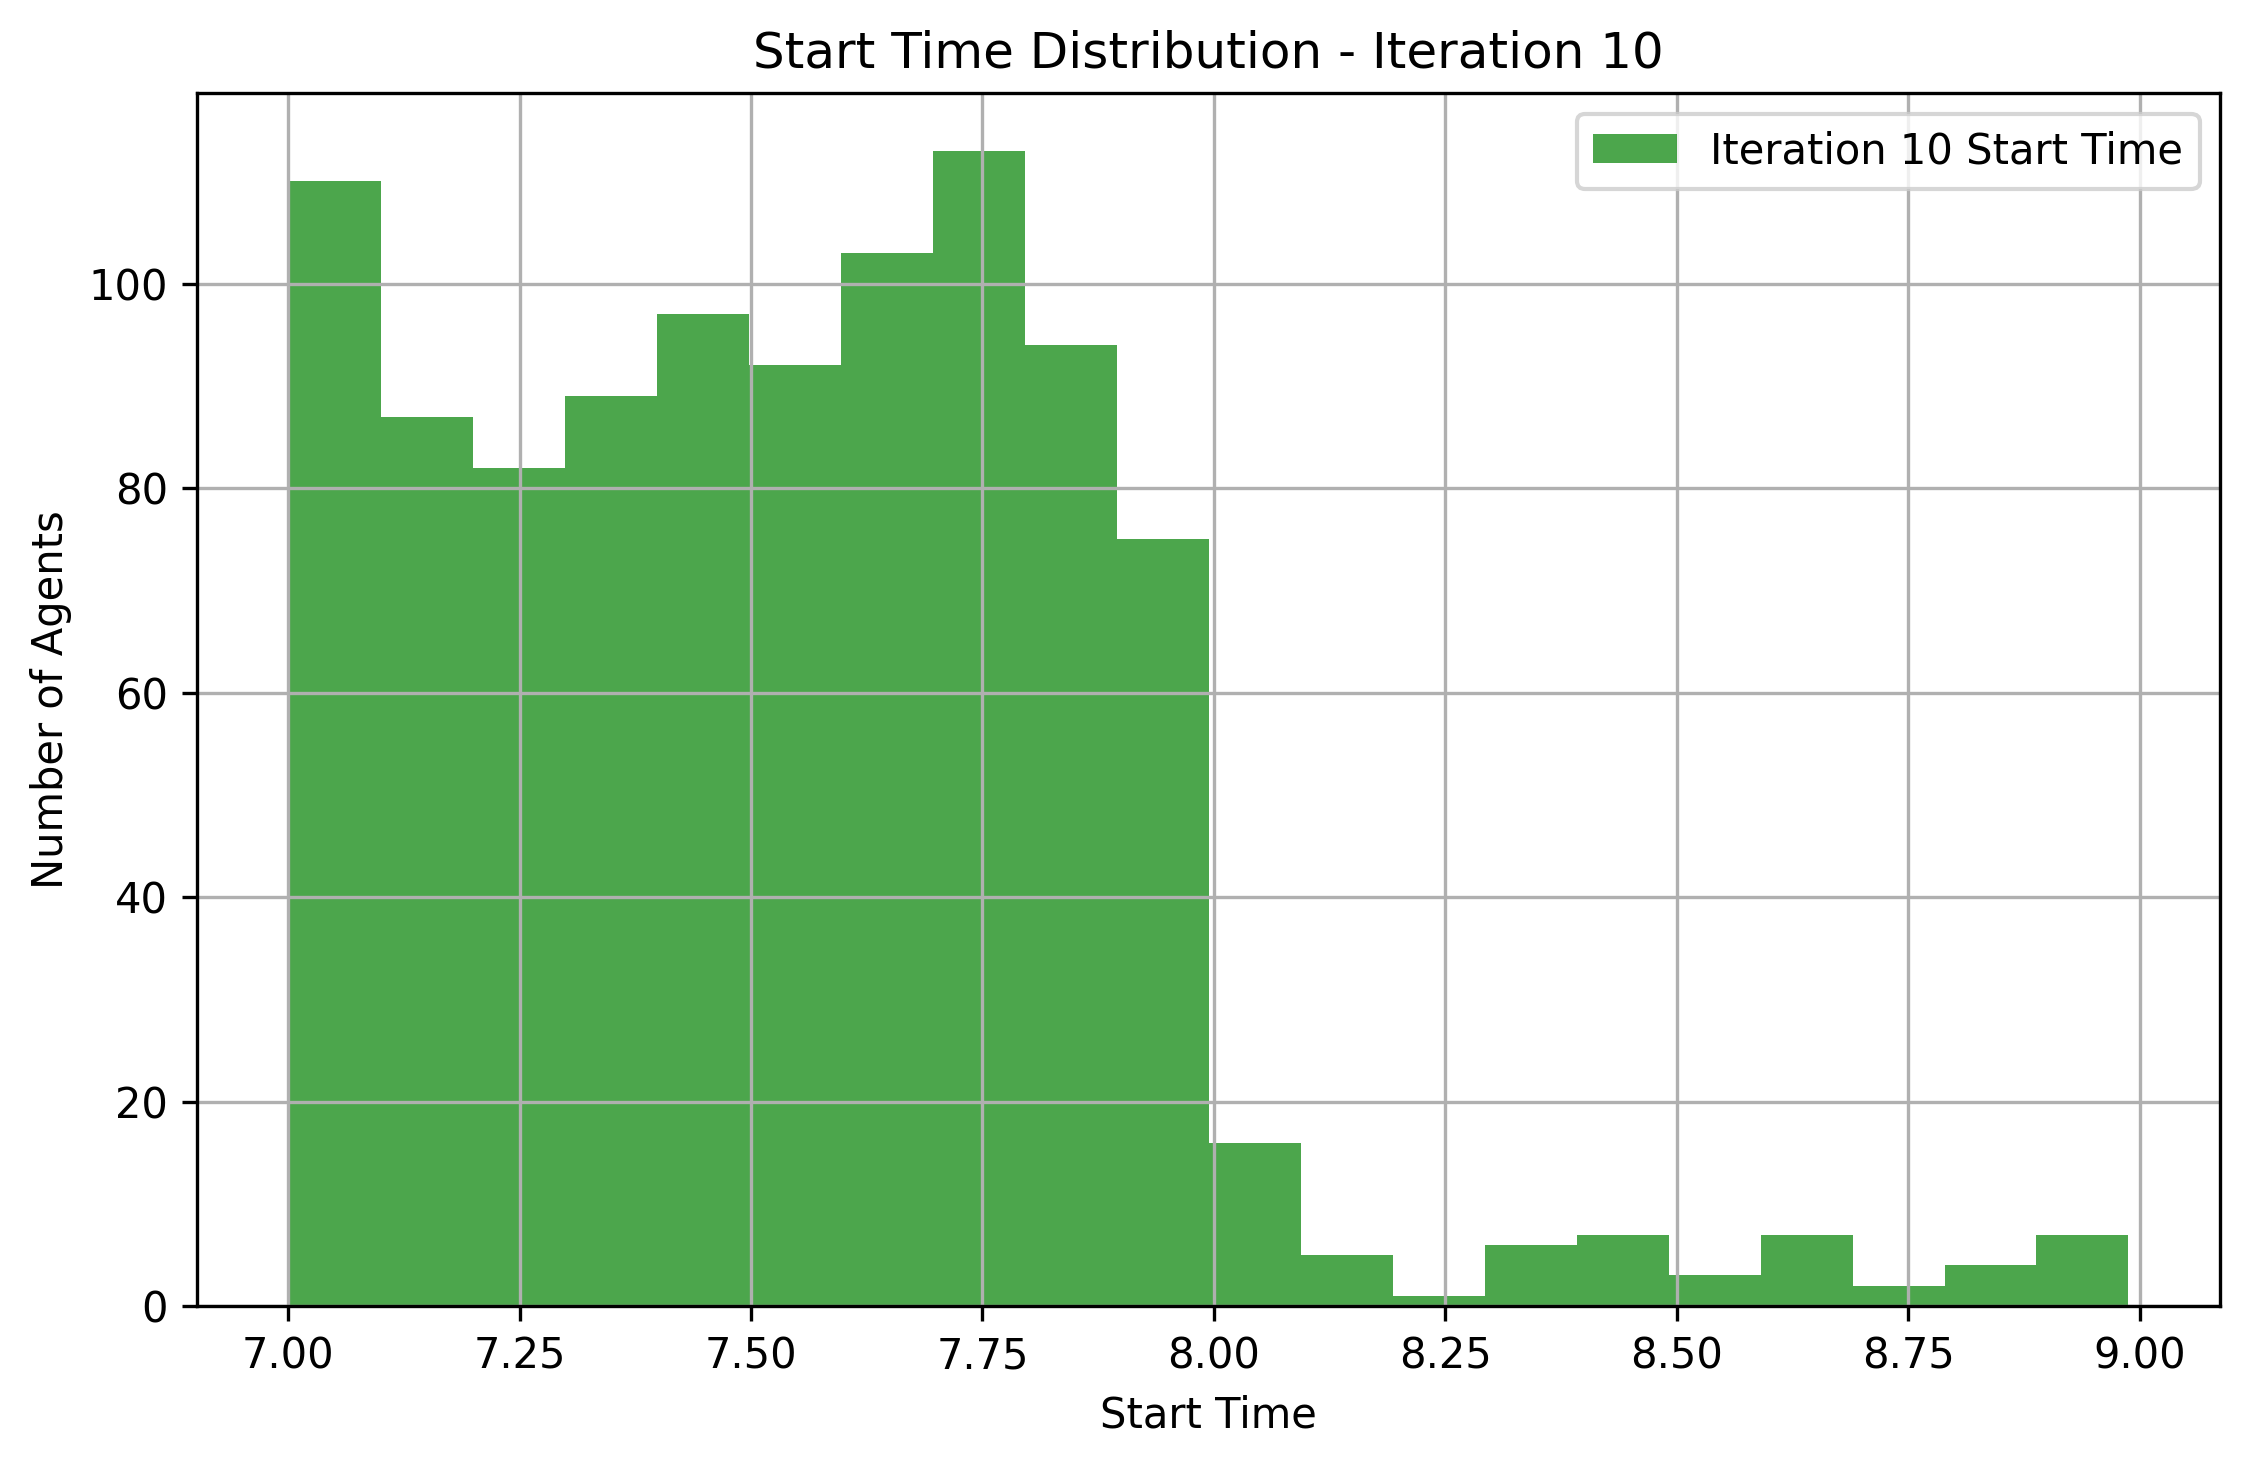 Start Time Distribution - Iteration 10
Iteration 10 Start Time
Number of Agents
100
80
60
40
20
0
7.00 7.25 7.50 7.75 8.00 8.25 8.50 8.75 9.00
Start Time